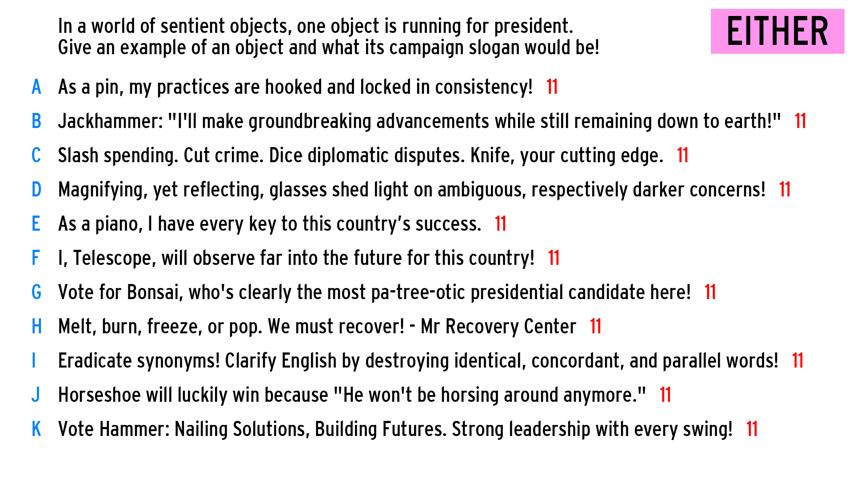 In a world of sentient objects, one object is running for president.
Give an example of an object and what its campaign slogan would be!
EITHER
A As a pin, my practices are hooked and locked in consistency! 11
B Jackhammer: "I'll make groundbreaking advancements while still remaining down to earth!" 11
C Slash spending. Cut crime. Dice diplomatic disputes. Knife, your cutting edge. 11
D Magnifying, yet reflecting, glasses shed light on ambiguous, respectively darker concerns! 11
E As a piano, I have every key to this country’s success. 11
F I, Telescope, will observe far into the future for this country! 11
G Vote for Bonsai, who's clearly the most pa-tree-otic presidential candidate here! 11
H Melt, burn, freeze, or pop. We must recover! - Mr Recovery Center 11
I Eradicate synonyms! Clarify English by destroying identical, concordant, and parallel words! 11
J Horseshoe will luckily win because "He won't be horsing around anymore." 11
K Vote Hammer: Nailing Solutions, Building Futures. Strong leadership with every swing! 11